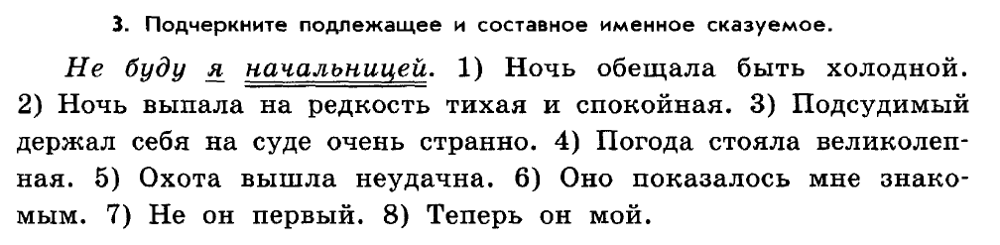 3. Подчеркните подлежащее и составное именное сказуемое.
Не буду я начальницей. 1) Ночь обещала быть холодной.
2) Ночь выпала на редкость тихая и спокойная. 3) Подсудимый
держал себя на суде очень странно. 4) Погода стояла великолеп-
ная. 5) Охота вышла неудачна. 6) Оно показалось мне знако-
мым. 7) Не он первый. 8) Теперь он мой.